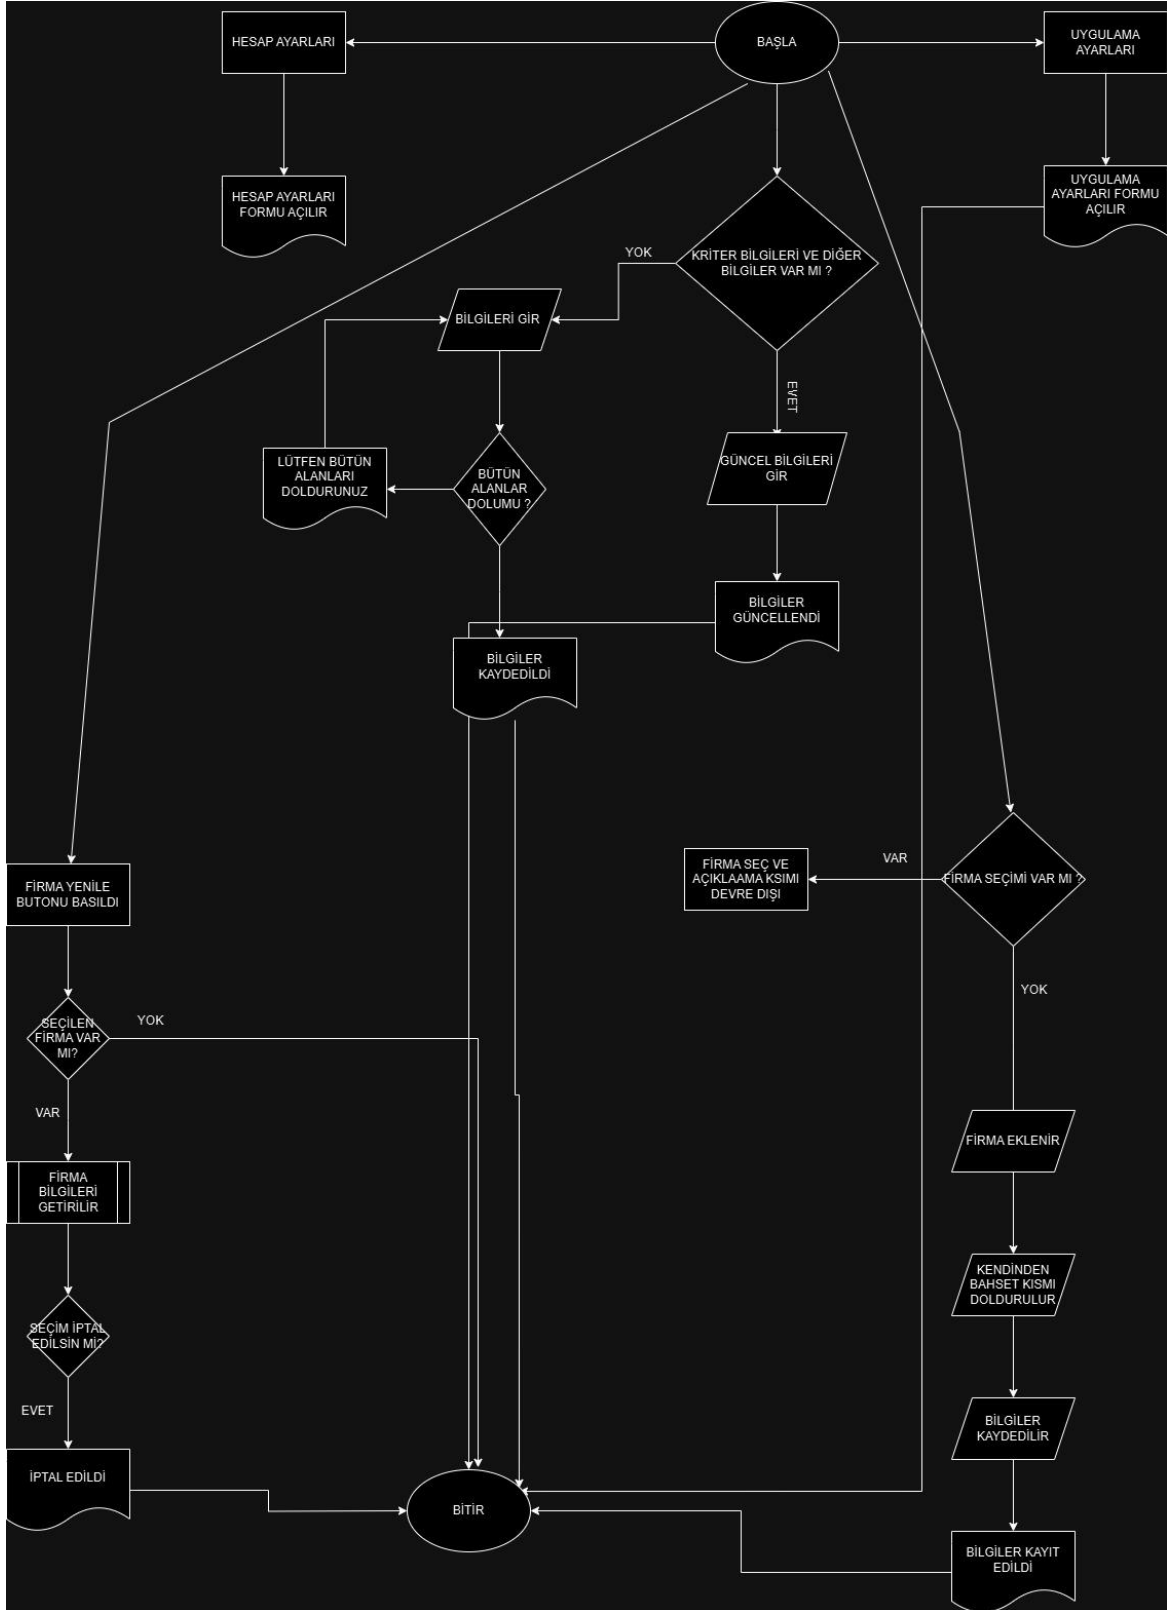 HESAP AYARLARI
BAŞLA
UYGULAMA
AYARLARI
HESAP AYARLARI
FORMU AÇILIR
UYGULAMA
AYARLARI FORMU
AÇILIR
YOK
KRİTER BİLGİLERİ VE DİĞER
BİLGİLER VAR MI ?
BİLGİLERİ GİR
EVET
LÜTFEN BÜTÜN
ALANLARI
DOLDURUNUZ
BÜTÜN
ALANLAR
DOLUMU ?
GÜNCEL BİLGİLERİ
GİR
BİLGİLER
GÜNCELLENDİ
BİLGİLER
KAYDEDİLDİ
FİRMA YENİLE
BUTONU BASILDI
FİRMA SEÇ VE
AÇIKLAAMA KSIMI
DEVRE DIŞI
VAR
FİRMA SEÇİMİ VAR MI ?
YOK
SEÇİLEN
FİRMA VAR
MI?
YOK
VAR
FİRMA EKLENİR
FİRMA
BİLGİLERİ
GETİRİLİR
KENDİNDEN
BAHSET KISMI
DOLDURULUR
SEÇİM İPTAL
EDİLSİN Mİ?
EVET
BİLGİLER
KAYDEDİLİR
İPTAL EDİLDİ
BİTİR
BİLGİLER KAYIT
EDİLDİ